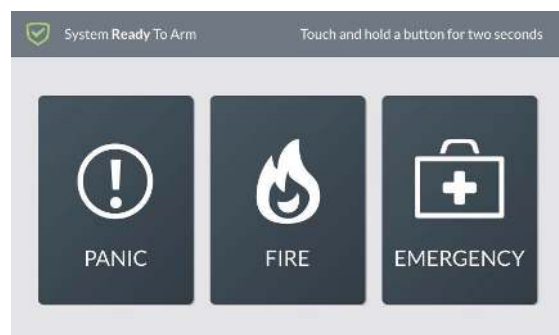 System Ready To Arm
Touch and hold a button for two seconds
PANIC
FIRE
EMERGENCY